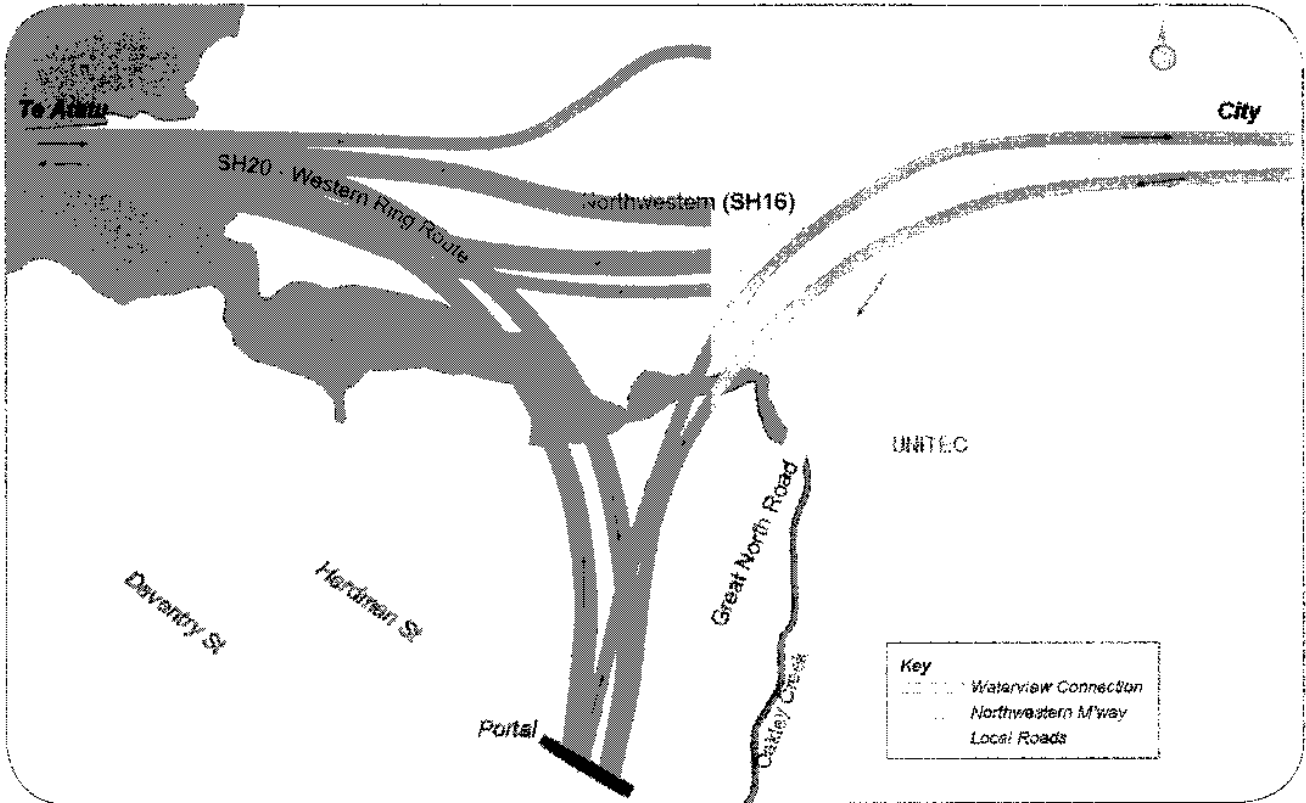 Te Atatu
City
SH20 - Western Ring Route
Northwestern (SH16)
UNITEC
Great North Road
Daventry St
Herdman St
Oakley Creek
Portal
Key
Waterview Connection
Northwestern M'way
Local Roads